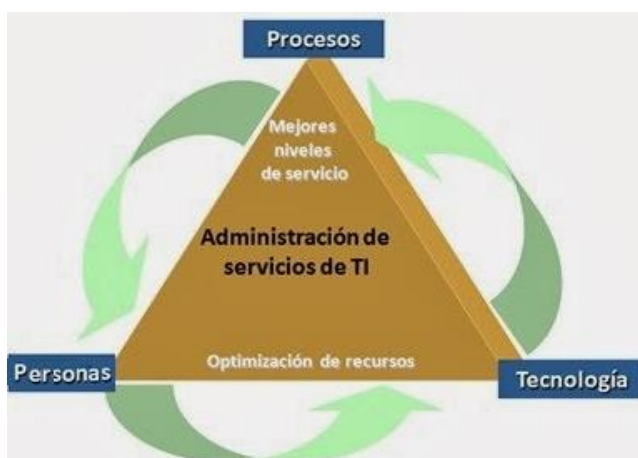 Procesos
Mejores
niveles
de servicio
Administración de
servicios de TI
Optimización de recursos
Personas
Tecnología